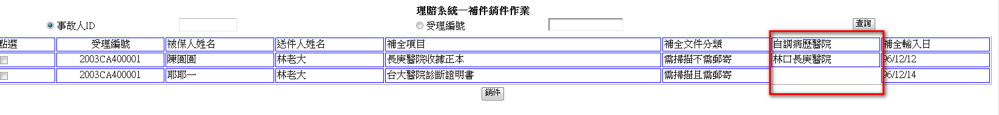 理賠系統—補件銷件作業
事故人ID 受理編號 查詢
點選 受理編號 被保人姓名 送件人姓名 補全項目 補全文件分類 自調病歷醫院 補全輸入日
2003CA400001 陳圓圓 林老大 長庚醫院收據正本 需掃描不需郵寄 林口長庚醫院 96/12/12
2003CA400001 耶耶一 林老大 台大醫院診斷證明書 需掃描且需郵寄 96/12/14
銷件